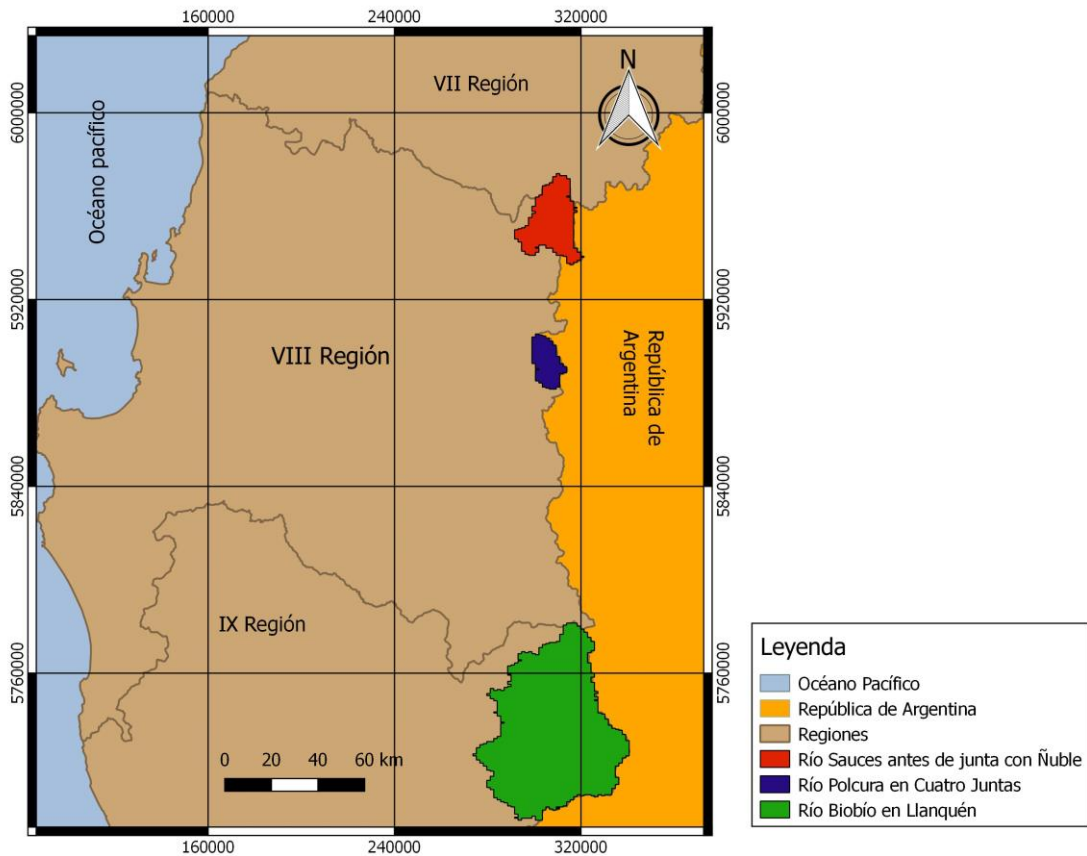 160000
240000
320000
N
VII Región
6000000
6000000
Océano pacífico
5920000
5920000
VIII Región
República de
Argentina
5840000
5840000
IX Región
5760000
5760000
0
20
40
60 km
160000
240000
320000
Leyenda
Océano Pacífico
República de Argentina
Regiones
Río Sauces antes de junta con Ñuble
Río Polcura en Cuatro Juntas
Río Biobío en Llanquén